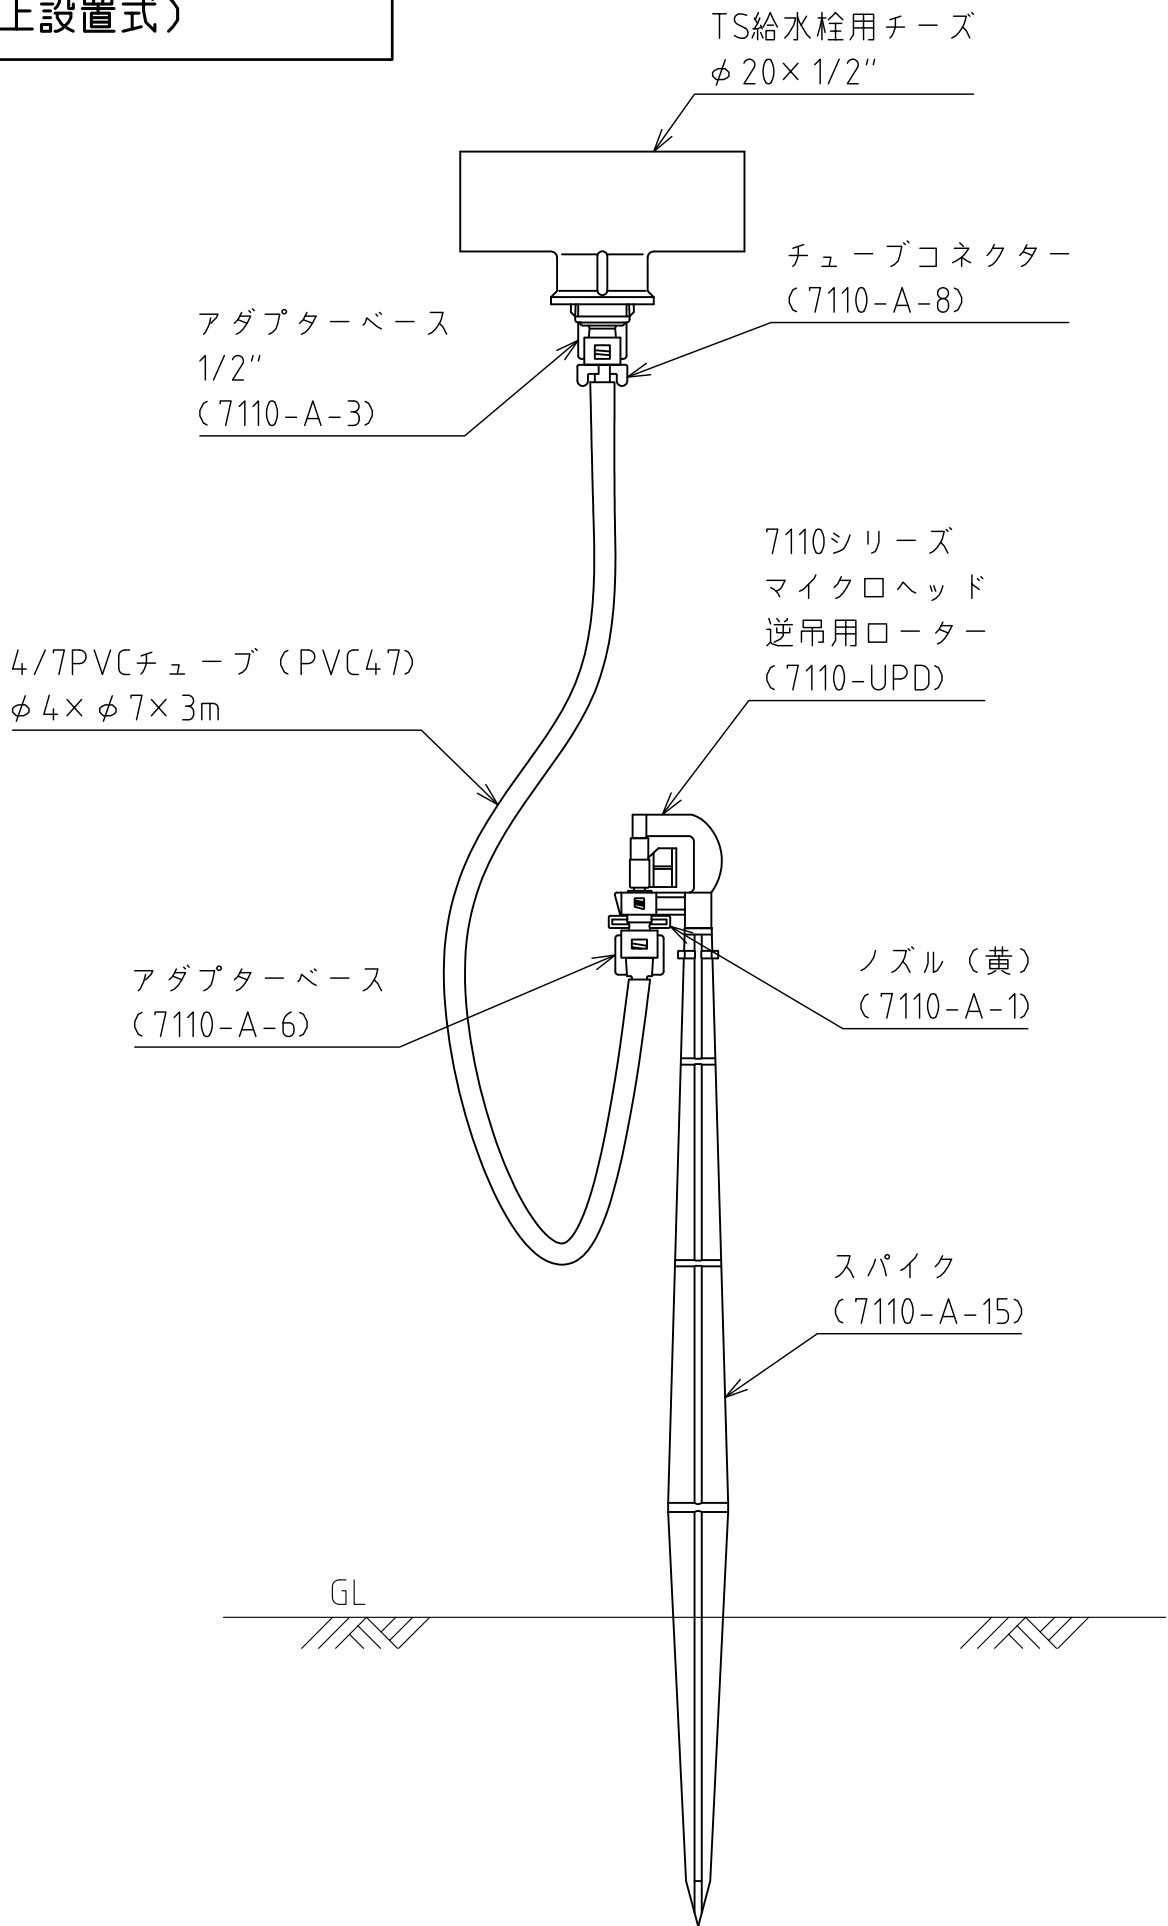 上設置式）
TS給水栓用チーズ
φ20×1/2"
チューブコネクター
(7110-A-8)
アダプターベース
1/2"
(7110-A-3)
7110シリーズ
マイクロヘッド
逆吊用ローター
(7110-UPD)
4/7PVCチューブ（PVC47)
φ4×φ7×3m
アダプターベース
(7110-A-6)
ノズル（黄）
(7110-A-1)
スパイク
(7110-A-15)
GL